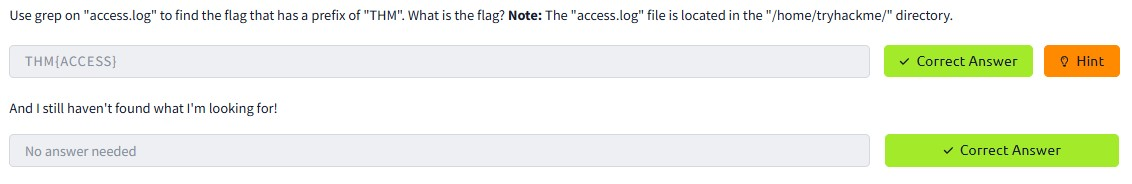 Use grep on "access.log" to find the flag that has a prefix of "THM". What is the flag? Note: The "access.log" file is located in the "/home/tryhackme/" directory.
THM{ACCESS}
Correct Answer
Hint
And I still haven't found what I'm looking for!
No answer needed
Correct Answer